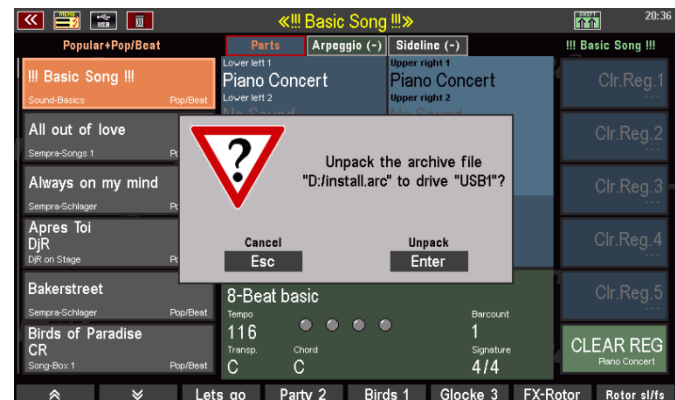 «!!! Basic Song !!!»
20:36
Popular+Pop/Beat
Parts
Arpeggio (-)
Sideline (-)
!!! Basic Song !!!
!!! Basic Song !!!
Sound-Basics
Pop/Beat
All out of love
Sempra-Songs 1
Always on my mind
Sempra-Schlager
Apres Toi
DjR
DjR on Stage
Bakerstreet
Sempra-Schlager
Pop/Beat
Birds of Paradise
CR
Song-Box 1
Pop/Beat
Lower left 1
Piano Concert
Lower left 2
No Sound
Upper right 1
Piano Concert
Upper right 2
No Sound
Unpack the archive file
"D:/install.arc" to drive "USB1"?
Cancel
Esc
Unpack
Enter
8-Beat basic
Tempo
116
Barcount
1
Transp.
C
Chord
C
Signature
4/4
Clr.Reg.1
---
Clr.Reg.2
---
Clr.Reg.3
---
Clr.Reg.4
---
Clr.Reg.5
---
CLEAR REG
Piano Concert
Lets go
Party 2
Birds 1
Glocke 3
FX-Rotor
Rotor sl/fs